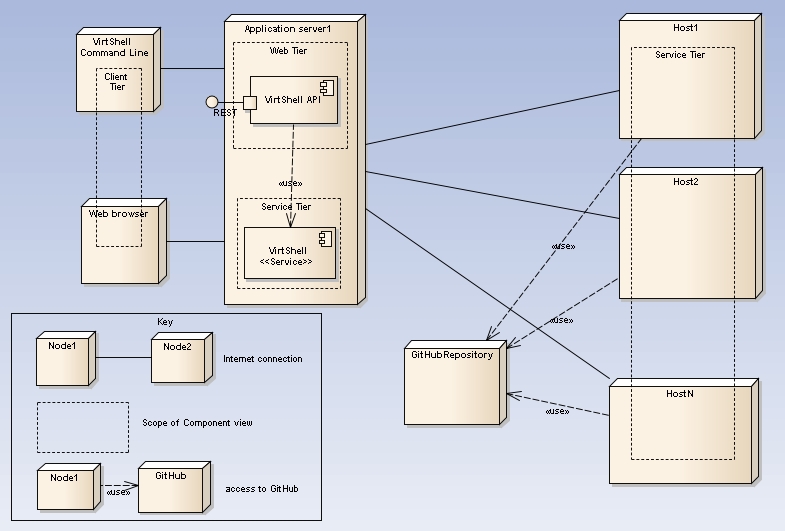 VirtShell
Command Line
Client
Tier
Web browser
Application server1
Web Tier
VirtShell API
REST
«use»
Service Tier
VirtShell
<<Service>>
Host1
Service Tier
Host2
HostN
«use»
«use»
«use»
GitHubRepository
Key
Node1
Node2
Internet connection
Scope of Component view
Node1
«use»
GitHub
access to GitHub